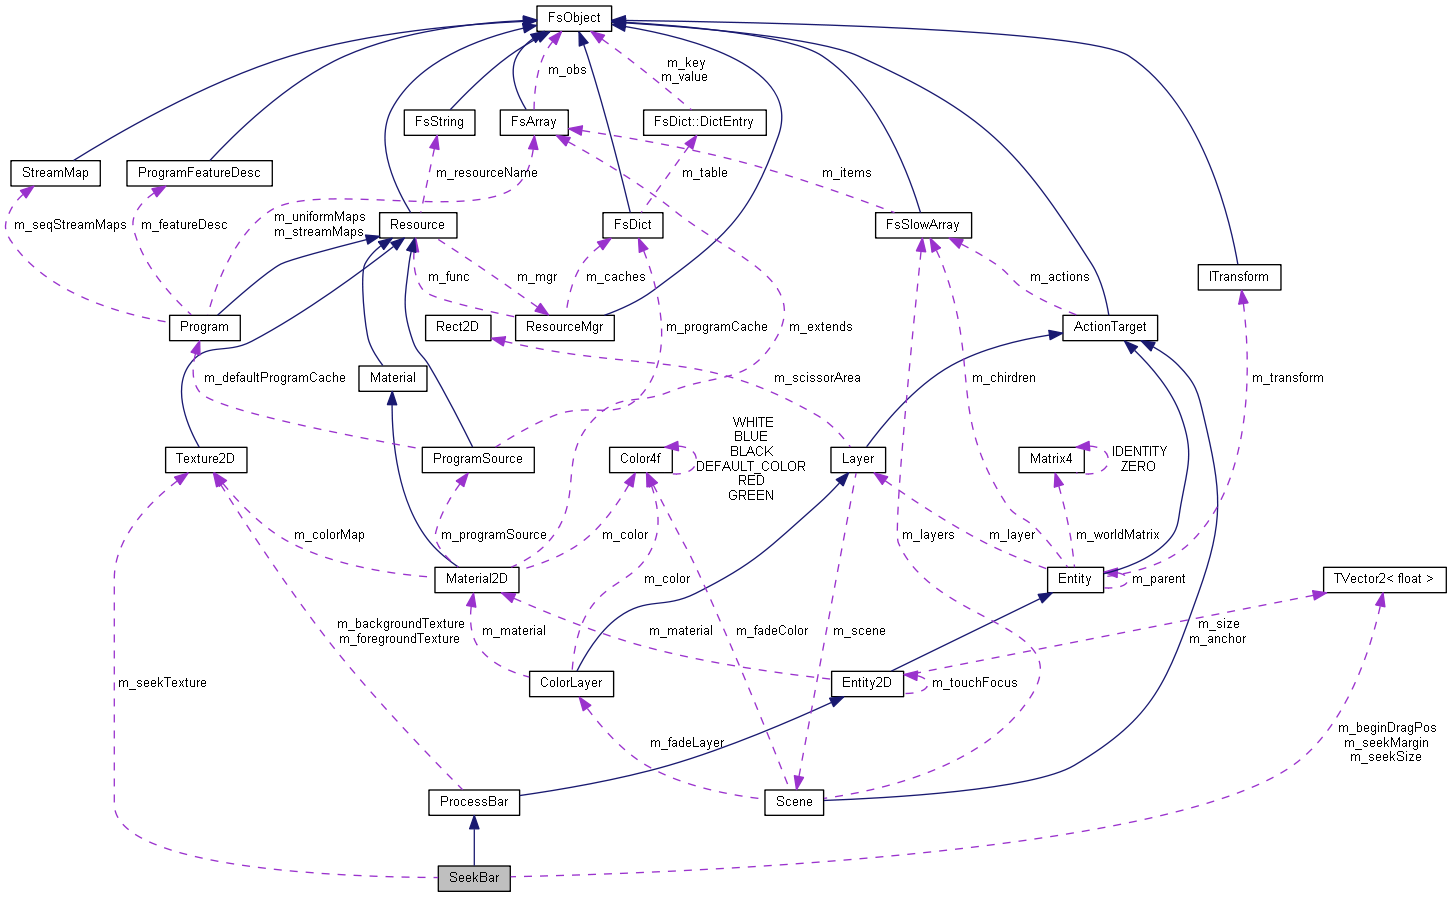 FsObject
m_obs
m_key
m_value
FsString
FsArray
FsDict::DictEntry
StreamMap
ProgramFeatureDesc
m_resourceName
m_table
m_items
m_seqStreamMaps
m_featureDesc
m_uniformMaps
m_streamMaps
Resource
FsDict
FsSlowArray
m_func
m_mgr
m_caches
m_actions
ITransform
Program
Rect2D
ResourceMgr
m_programCache
m_extends
ActionTarget
m_defaultProgramCache
Material
m_scissorArea
m_chirdren
m_transform
WHITE
BLUE
BLACK
DEFAULT_COLOR
RED
GREEN
Texture2D
ProgramSource
Color4f
Layer
Matrix4
IDENTITY
ZERO
m_colorMap
m_programSource
m_color
m_layers
m_layer
m_worldMatrix
Material2D
m_color
Entity
m_parent
TVector2< float >
m_backgroundTexture
m_foregroundTexture
m_material
m_material
m_fadeColor
m_scene
m_size
m_anchor
m_seekTexture
ColorLayer
Entity2D
m_touchFocus
m_fadeLayer
m_beginDragPos
m_seekMargin
m_seekSize
ProcessBar
Scene
SeekBar